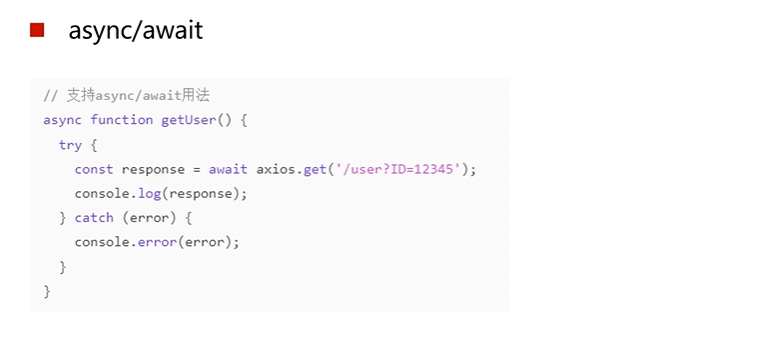 async/await
// 支持async/await用法
async function getUser() {
  try {
    const response = await axios.get('/user?ID=12345');
    console.log(response);
  } catch (error) {
    console.error(error);
  }
}